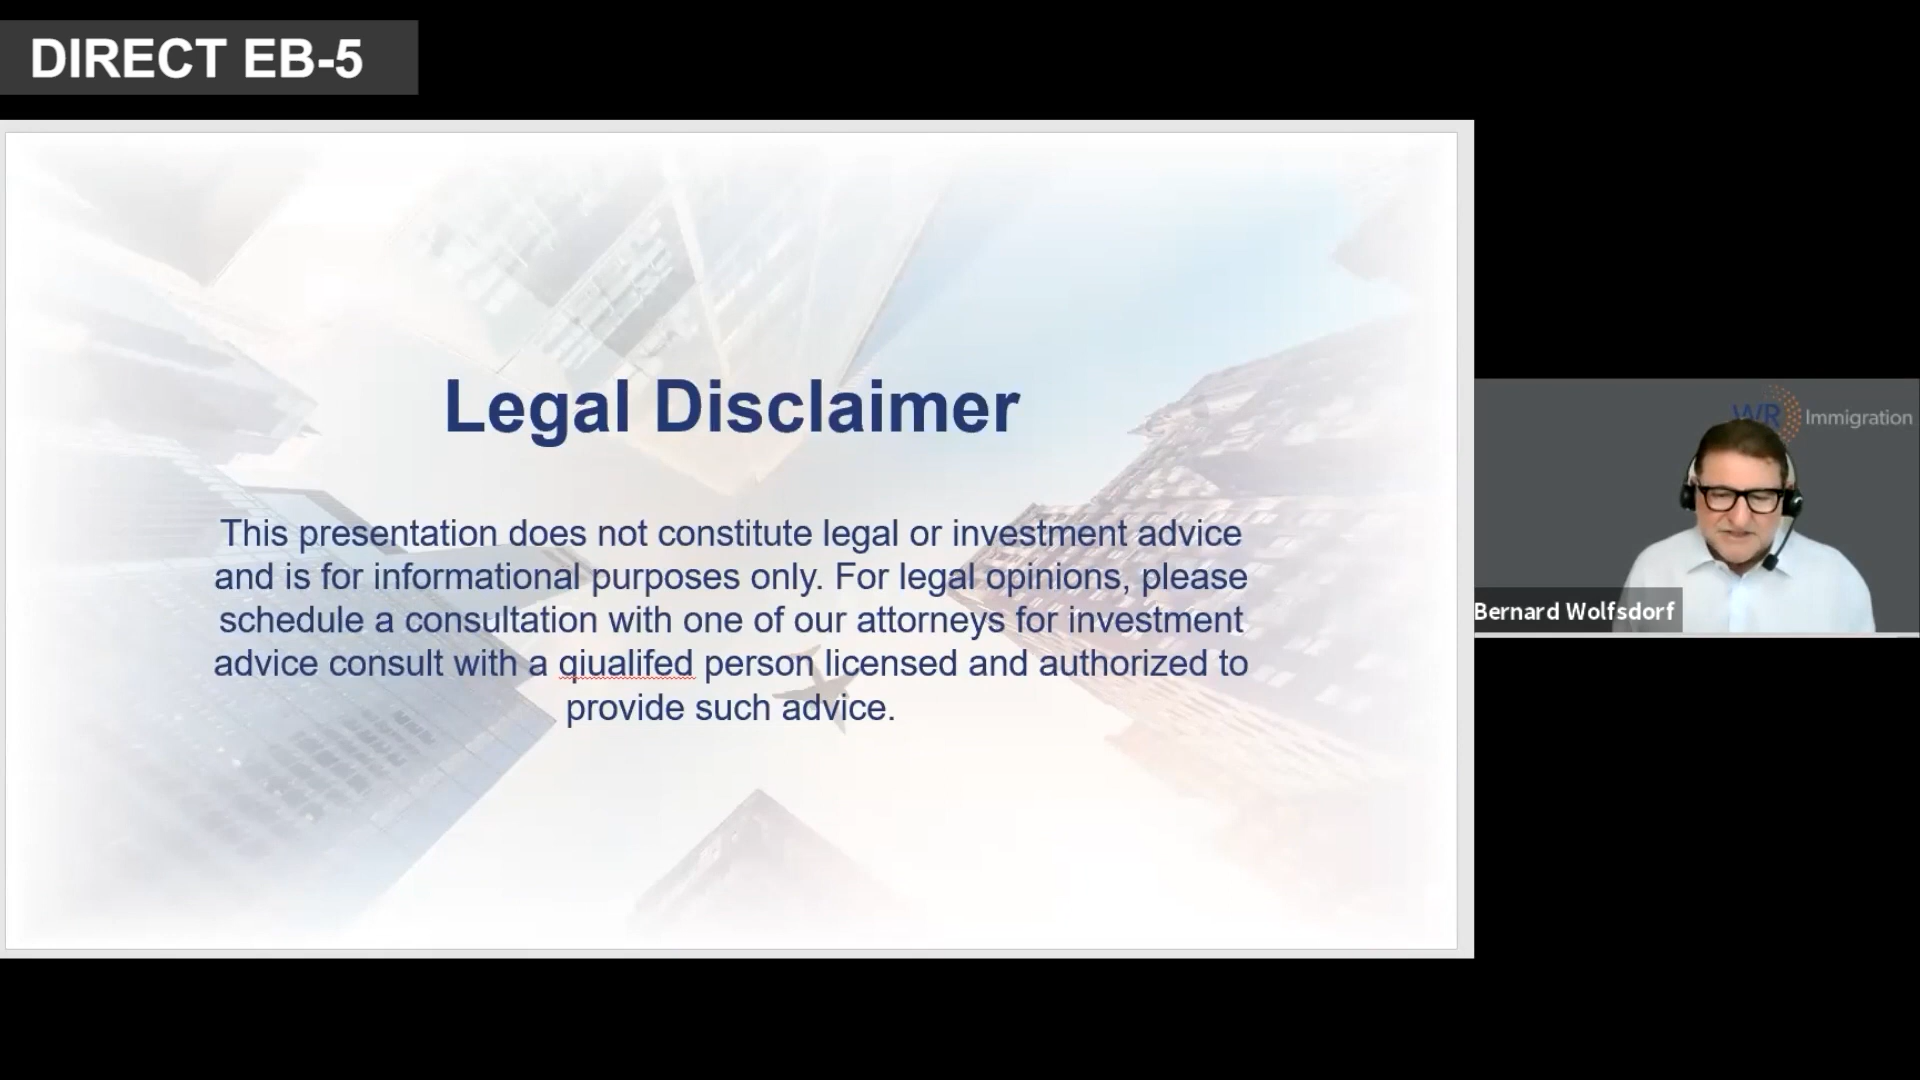 DIRECT EB-5
Legal Disclaimer
This presentation does not constitute legal or investment advice
and is for informational purposes only. For legal opinions, please
schedule a consultation with one of our attorneys for investment
advice consult with a qiualifed person licensed and authorized to
provide such advice.
WR Immigration
Bernard Wolfsdorf